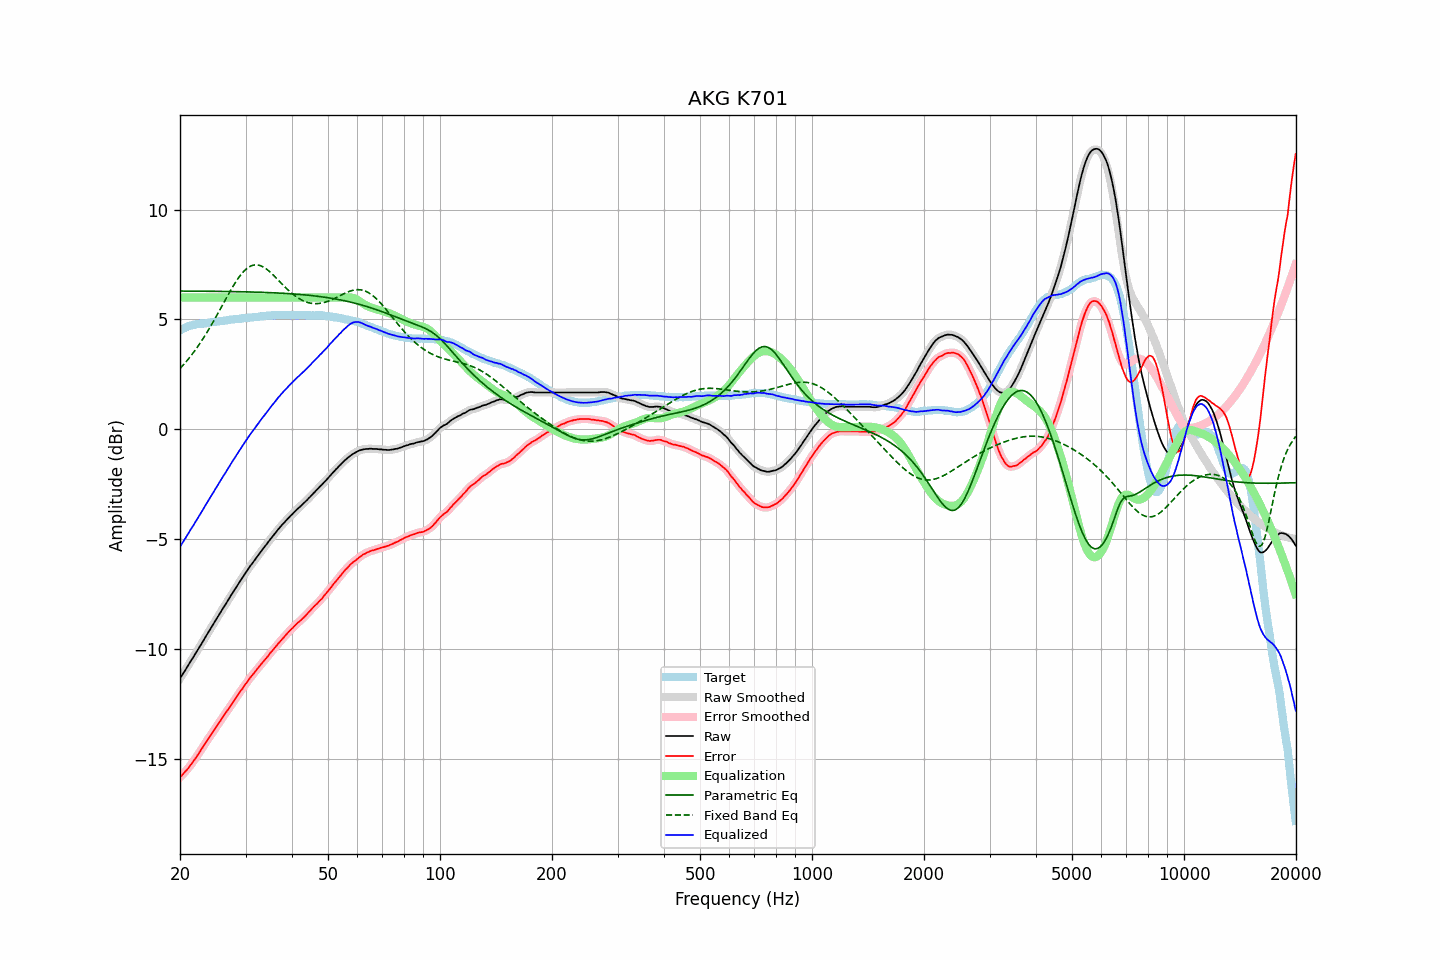 AKG K701
Amplitude (dBr)
10
5
0
−5
−10
−15
Target
Raw Smoothed
Error Smoothed
Raw
Error
Equalization
Parametric Eq
Fixed Band Eq
Equalized
20 50 100 200 500 1000 2000 5000 10000 20000
Frequency (Hz)